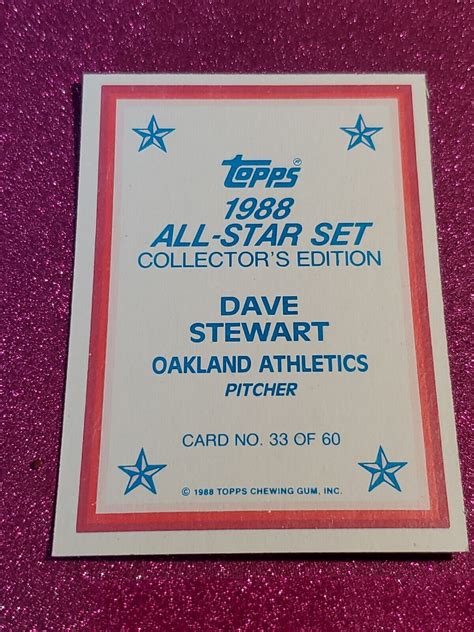 Topps®
1988
ALL-STAR SET
COLLECTOR'S EDITION
DAVE
STEWART
OAKLAND ATHLETICS
PITCHER
CARD NO. 33 OF 60
© 1988 TOPPS CHEWING GUM, INC.